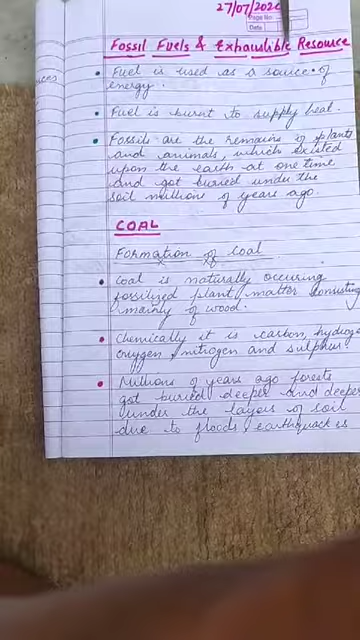 27/07/202
Page No
Date
Fossil Fuels & Exhaustible Resource
Fuel is used as a source of
energy.
Fuel is burnt to supply heat.
Fossils are the remains of plants
and animals, which existed
upon the earth at one time
and got buried under the
soil millions of years ago.
COAL
Formation of Coal
Coal is naturally occuring
fossilized plant matter consisting
mainly of wood.
Chemically it is carbon, hydroge
oxygen, nitrogen and sulphur.
Millions of years ago forests
got buried deeper and deeper
under the layers of soil
due to floods, earthquakes